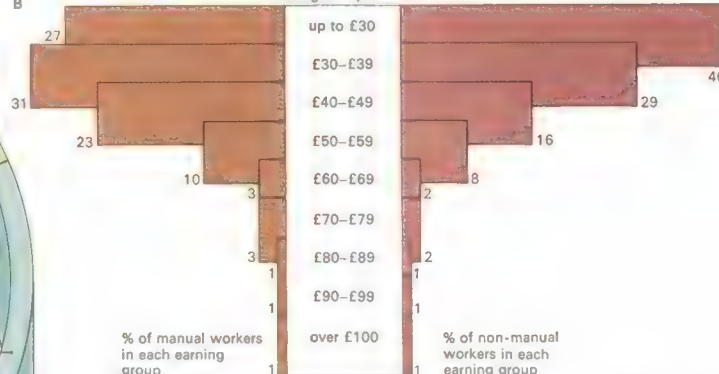 B
up to £30
27
£30–£39
31
29
£40–£49
23
16
£50–£59
10
8
£60–£69
3
2
£70–£79
3
£80–£89
2
1
1
£90–£99
1
1
over £100
% of manual workers
in each earning
group
1
% of non-manual
workers in each
earning group
1